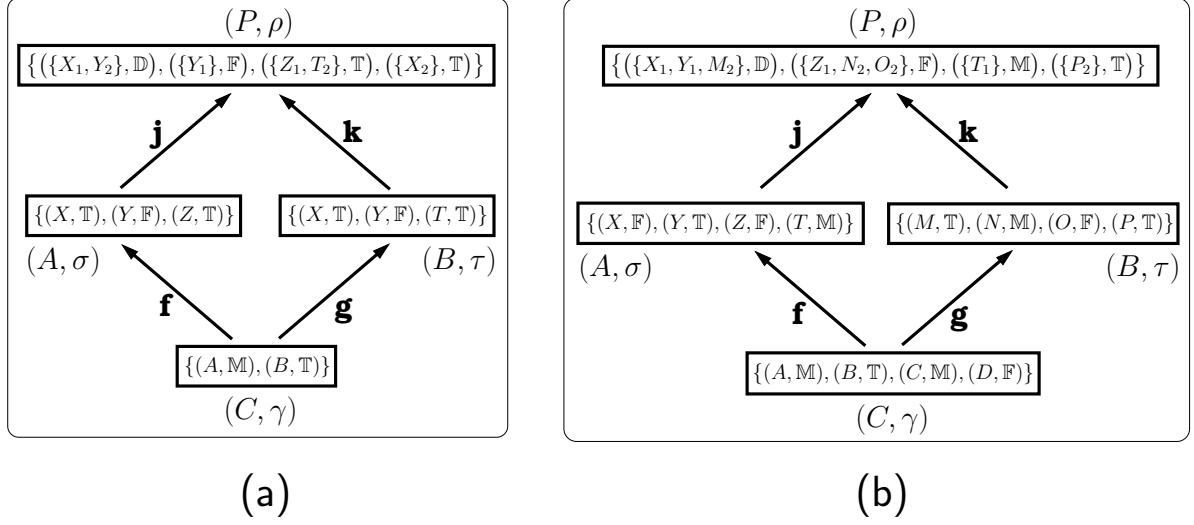 (P, ρ)
{({X₁, Y₂}, 𝔻), ({Y₁}, 𝔽), ({Z₁, T₂}, 𝕋), ({X₂}, 𝕋)}
j
k
{(X, 𝕋), (Y, 𝔽), (Z, 𝕋)}
{(X, 𝕋), (Y, 𝔽), (T, 𝕋)}
(A, σ)
(B, τ)
f
g
{(A, 𝕄), (B, 𝕋)}
(C, γ)
(a)
(P, ρ)
{({X₁, Y₁, M₂}, 𝔻), ({Z₁, N₂, O₂}, 𝔽), ({T₁}, 𝕄), ({P₂}, 𝕋)}
j
k
{(X, 𝔽), (Y, 𝕋), (Z, 𝔽), (T, 𝕄)}
{(M, 𝕋), (N, 𝕄), (O, 𝔽), (P, 𝕋)}
(A, σ)
(B, τ)
f
g
{(A, 𝕄), (B, 𝕋), (C, 𝕄), (D, 𝔽)}
(C, γ)
(b)